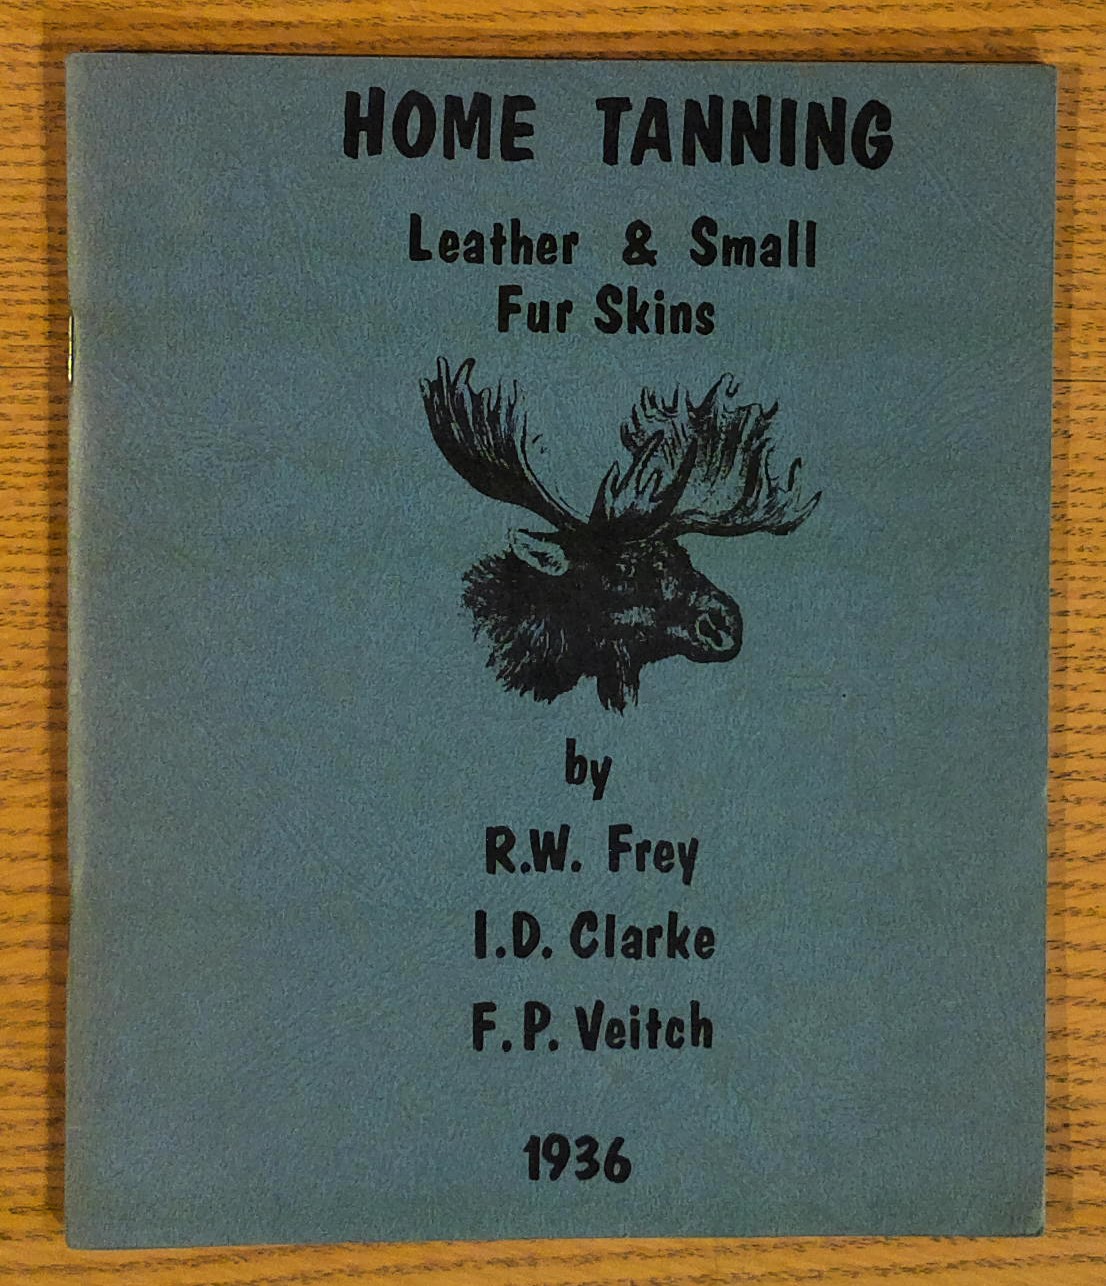 HOME TANNING
Leather & Small
Fur Skins
by
R.W. Frey
I.D. Clarke
F.P. Veitch
1936